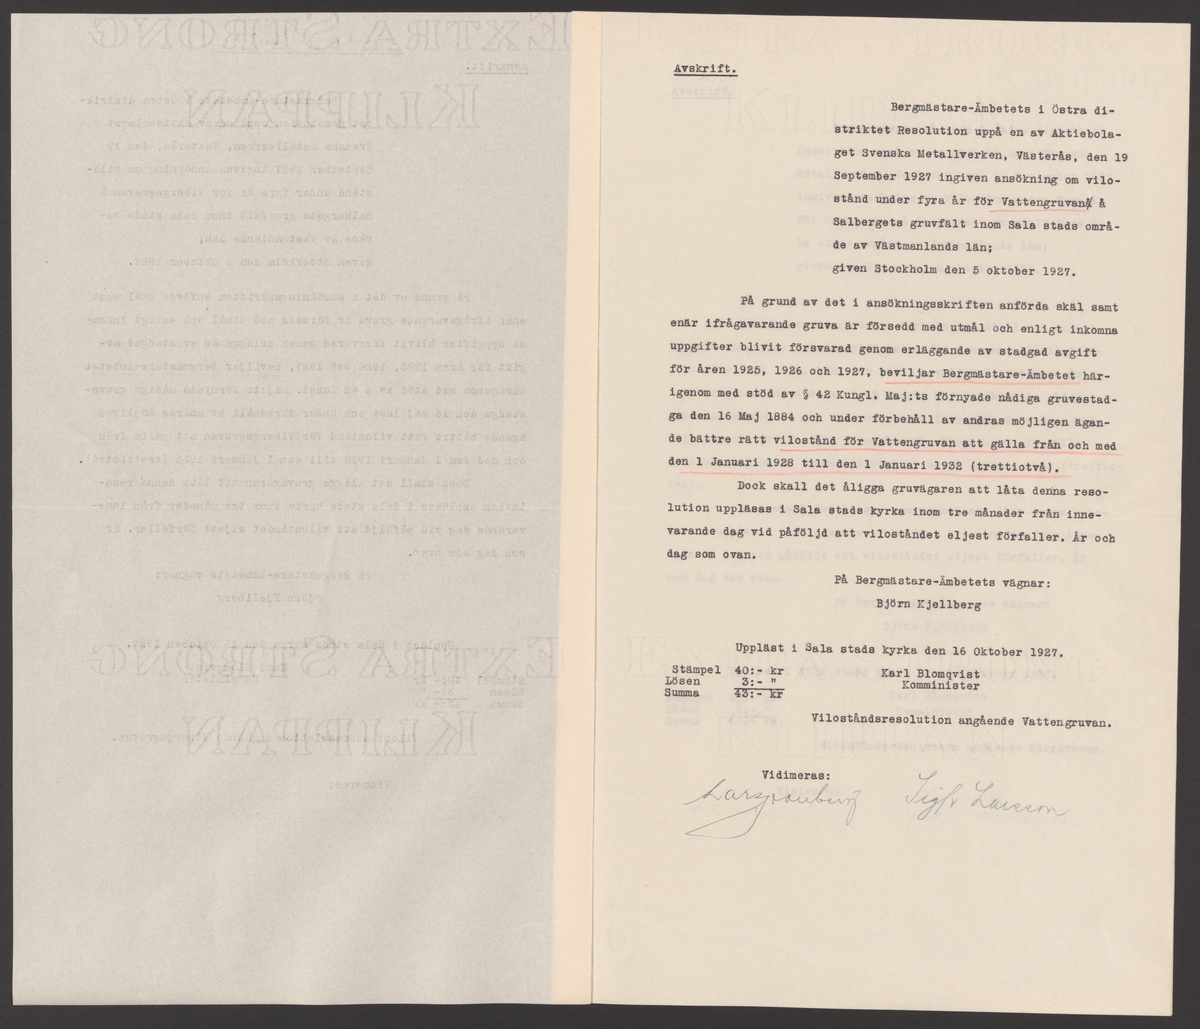 Avskrift.
Bergmästare-Ämbetets i Östra di-
striktet Resolution uppå en av Aktiebola-
get Svenska Metallverken, Västerås, den 19
September 1927 ingiven ansökning om vilo-
stånd under fyra år för Vattengruvan å
Salbergets gruvfält inom Sala stads områ-
de av Västmanlands län;
given Stockholm den 5 oktober 1927.
På grund av det i ansökningsskriften anförda skäl samt
enär ifrågavarande gruva är försedd med utmål och enligt inkomna
uppgifter blivit försvarad genom erläggande av stadgad avgift
för åren 1925, 1926 och 1927, beviljar Bergmästare-Ämbetet här-
igenom med stöd av § 42 Kungl. Maj:ts förnyade nådiga gruvestad-
ga den 16 Maj 1884 och under förbehåll av andras möjligen ägan-
de bättre rätt vilostånd för Vattengruvan att gälla från och med
den 1 Januari 1928 till den 1 Januari 1932 (trettiotvå).
Dock skall det åligga gruvägaren att låta denna reso-
lution uppläsas i Sala stads kyrka inom tre månader från inne-
varande dag vid påföljd att viloståndet eljest förfaller. År och
dag som ovan.
På Bergmästare-Ämbetets vägnar:
Björn Kjellberg
Uppläst i Sala stads kyrka den 16 Oktober 1927.
Stämpel 40:- kr Karl Blomqvist
Lösen 3:- " Komminister
Summa 43:- kr
Viloståndsresolution angående Vattengruvan.
Vidimeras:
Larsson
EXTRA STRONG
KLIPPAN
EXTRA STRONG
KLIPPAN